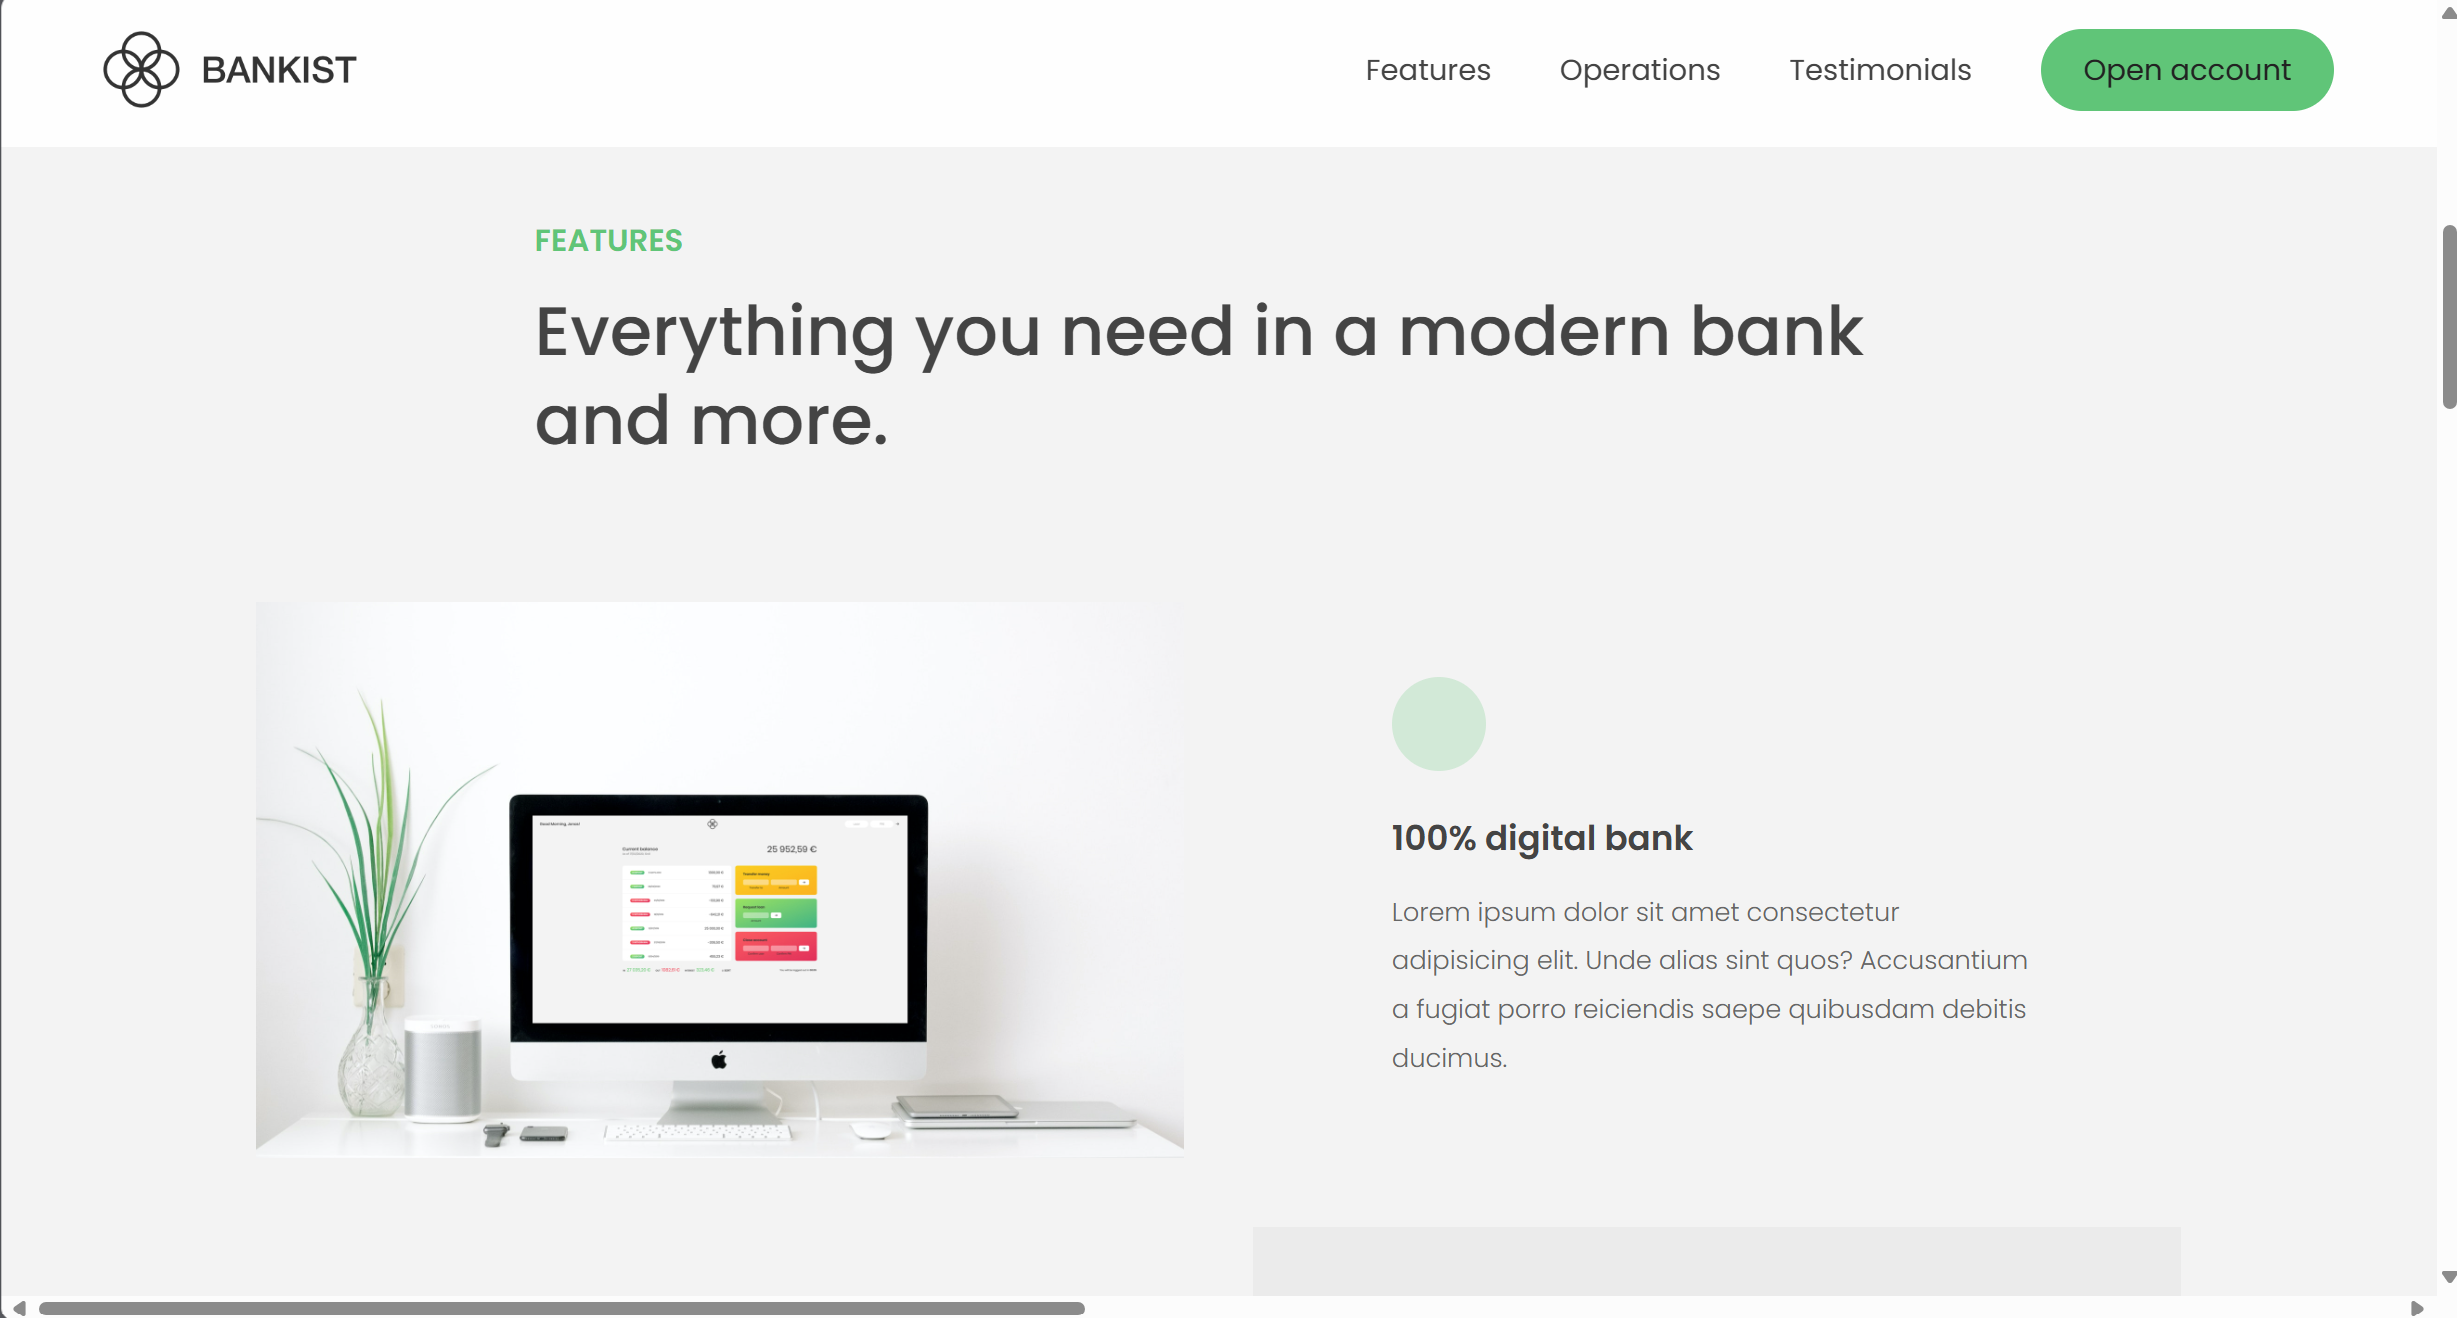 BANKIST
Features
Operations
Testimonials
Open account
FEATURES
Everything you need in a modern bank
and more.
Current balance
25 952,59 €
100% digital bank
Lorem ipsum dolor sit amet consectetur
adipisicing elit. Unde alias sint quos? Accusantium
a fugiat porro reiciendis saepe quibusdam debitis
ducimus.